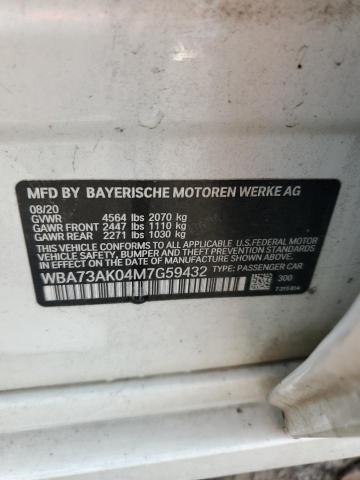 MFD BY BAYERISCHE MOTOREN WERKE AG
08/20
GVWR 4564 lbs 2070 kg
GAWR FRONT 2447 lbs 1110 kg
GAWR REAR 2271 lbs 1030 kg
THIS VEHICLE CONFORMS TO ALL APPLICABLE U.S. FEDERAL MOTOR
VEHICLE SAFETY, BUMPER AND THEFT PREVENTION STANDARDS
IN EFFECT ON THE DATE OF MANUFACTURE SHOWN ABOVE.
WBA73AK04M7G59432 TYPE: PASSENGER CAR
300